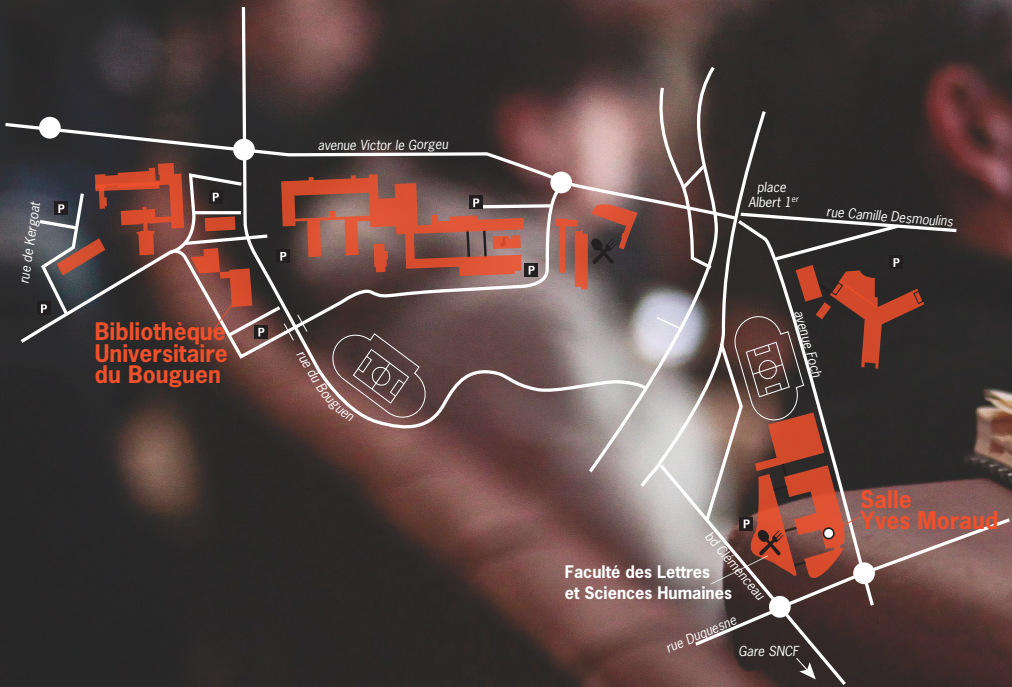 avenue Victor le Gorgeu
place
Albert 1er
rue Camille Desmoulins
rue de Kergoat
P
P
P
P
P
P
P
P
Bibliothèque
Universitaire
du Bouguen
rue du Bouguen
avenue Foch
Salle
Yves Moraud
P
bd Clémenceau
Faculté des Lettres
et Sciences Humaines
rue Duquesne
Gare SNCF